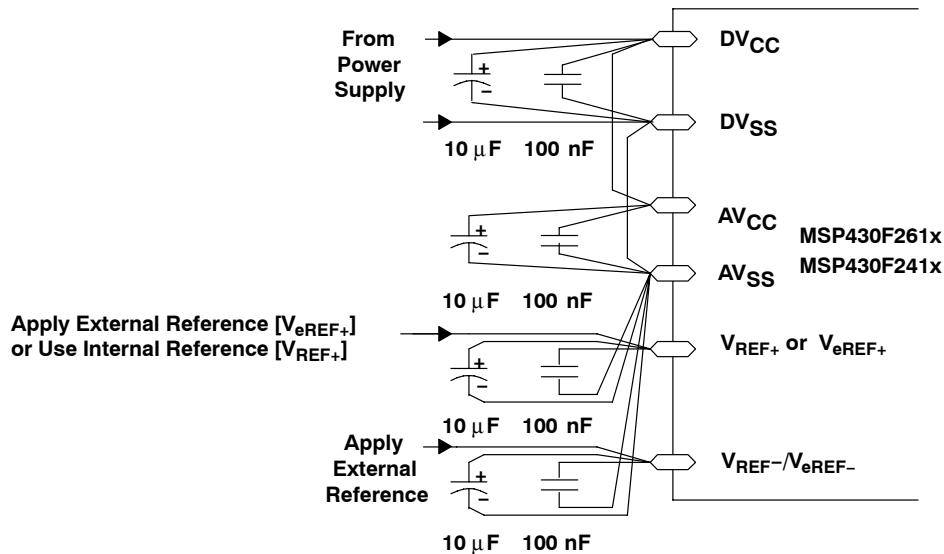 From
Power
Supply
DVCC
+
−
DVSS
10 μF 100 nF
AVCC
+
−
MSP430F261x
MSP430F241x
AVSS
10 μF 100 nF
Apply External Reference [VeREF+]
or Use Internal Reference [VREF+]
VREF+ or VeREF+
+
−
10 μF 100 nF
Apply
External
Reference
VREF−/VeREF−
+
−
10 μF 100 nF